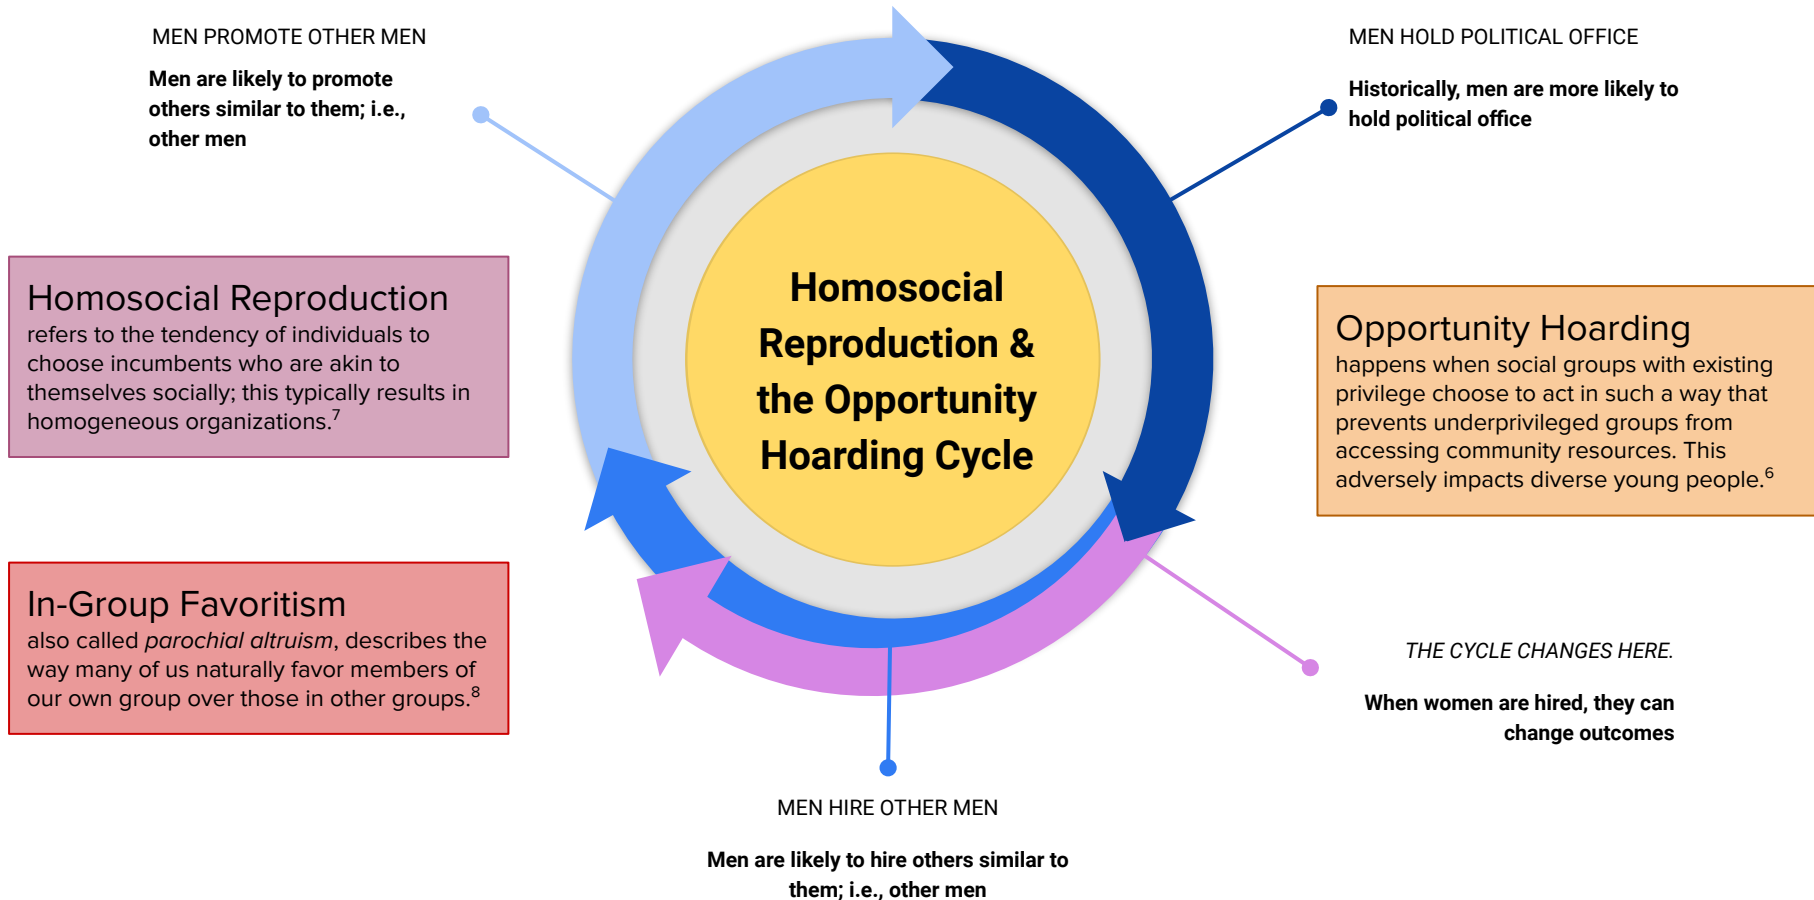 MEN PROMOTE OTHER MEN
Men are likely to promote
others similar to them; i.e.,
other men
MEN HOLD POLITICAL OFFICE
Historically, men are more likely to
hold political office
Homosocial Reproduction
refers to the tendency of individuals to
choose incumbents who are akin to
themselves socially; this typically results in
homogeneous organizations.⁷
Homosocial
Reproduction &
the Opportunity
Hoarding Cycle
Opportunity Hoarding
happens when social groups with existing
privilege choose to act in such a way that
prevents underprivileged groups from
accessing community resources. This
adversely impacts diverse young people.⁶
In-Group Favoritism
also called parochial altruism, describes the
way many of us naturally favor members of
our own group over those in other groups.⁸
THE CYCLE CHANGES HERE.
When women are hired, they can
change outcomes
MEN HIRE OTHER MEN
Men are likely to hire others similar to
them; i.e., other men